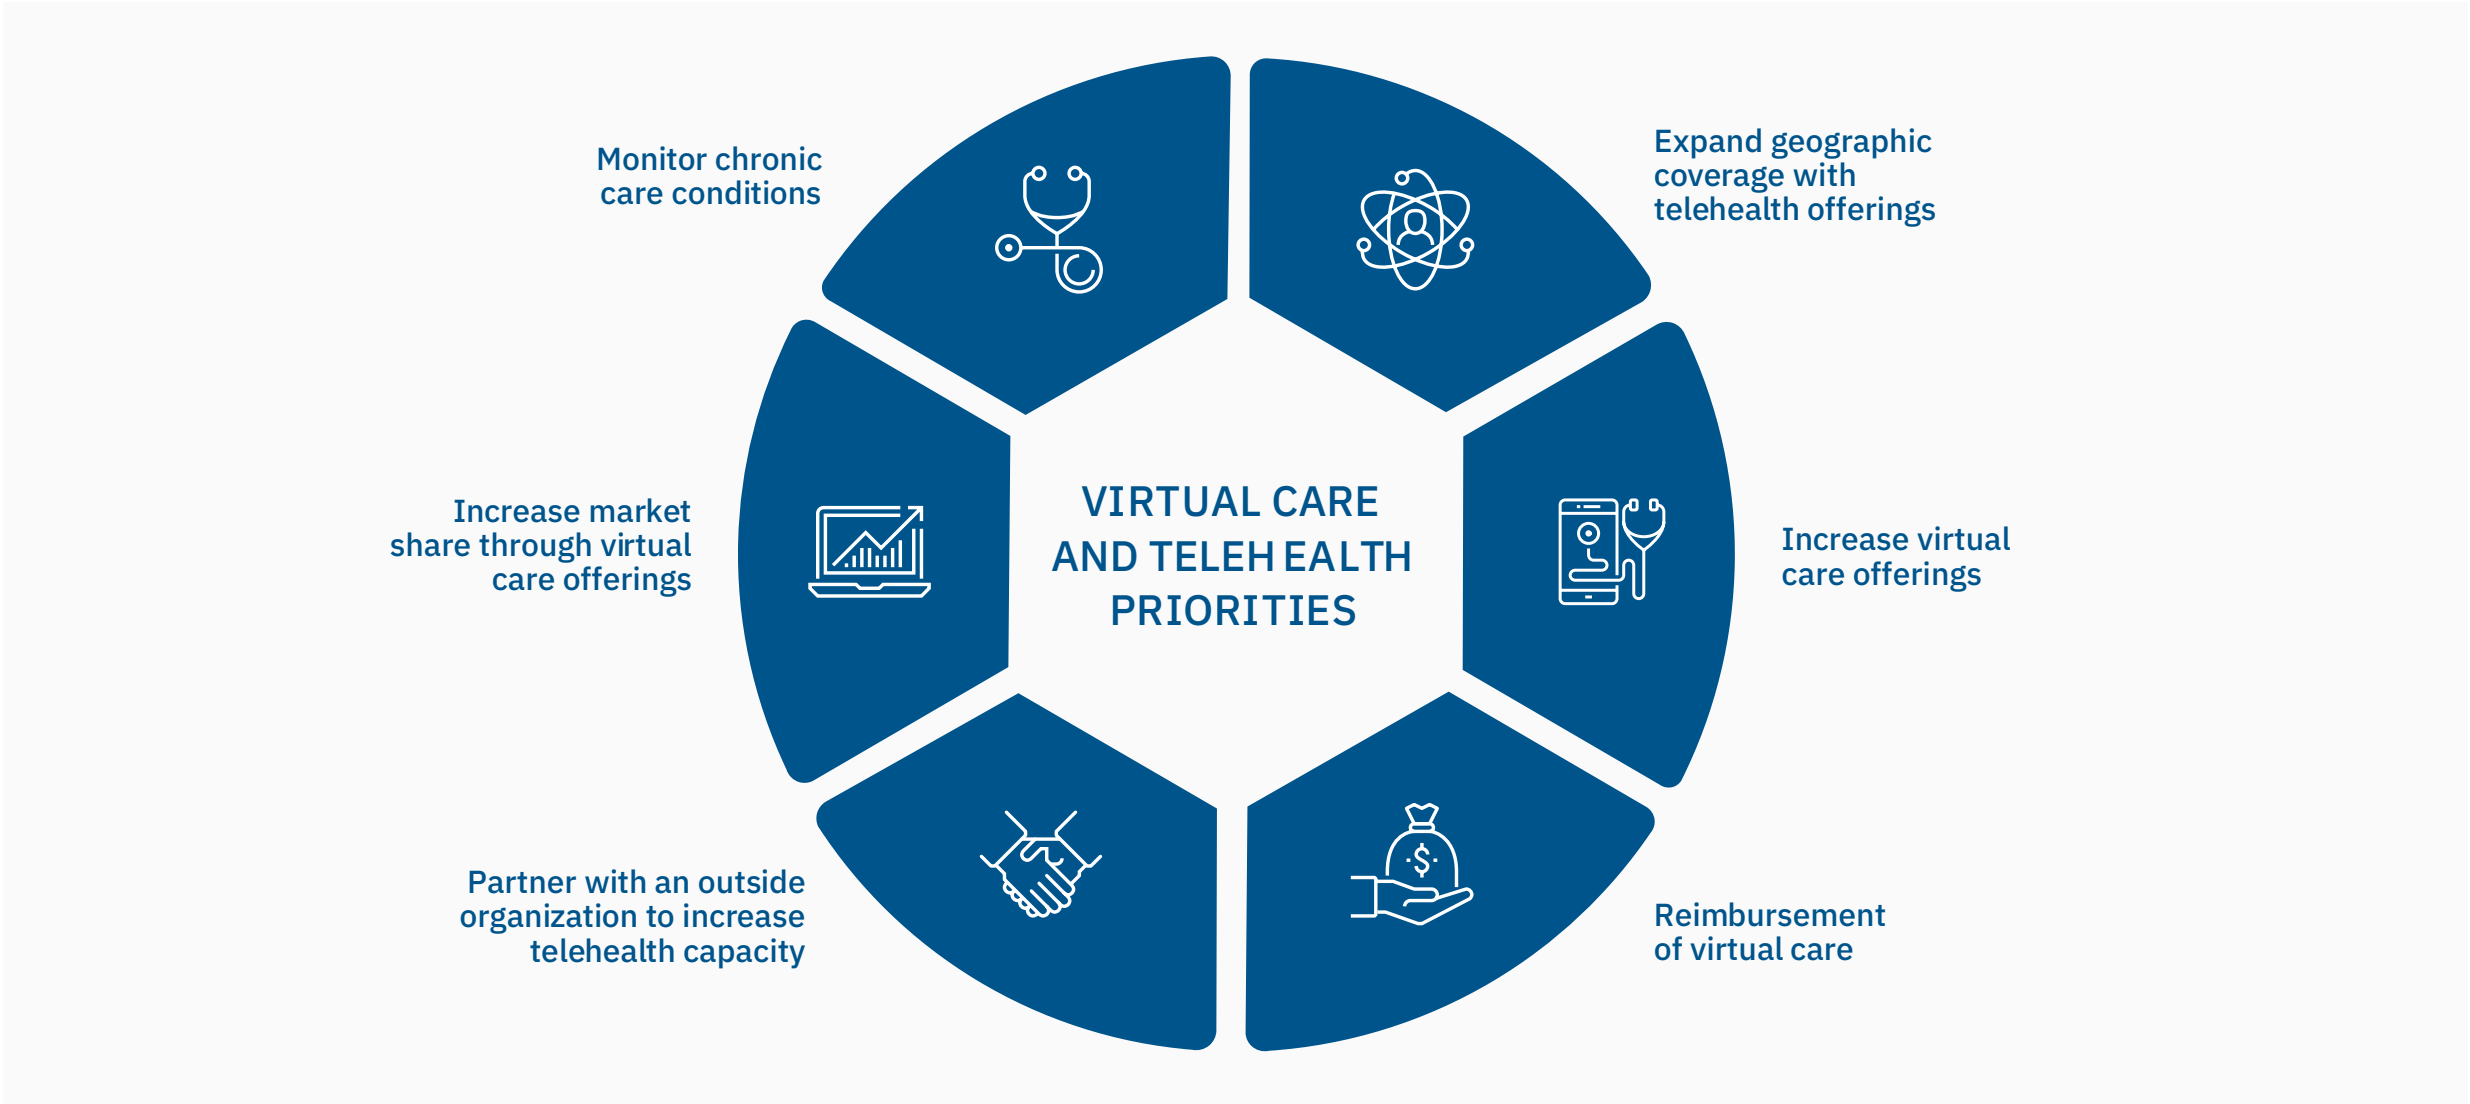 Monitor chronic
care conditions
Expand geographic
coverage with
telehealth offerings
Increase market
share through virtual
care offerings
VIRTUAL CARE
AND TELEH EALTH
PRIORITIES
Increase virtual
care offerings
Partner with an outside
organization to increase
telehealth capacity
$
Reimbursement
of virtual care